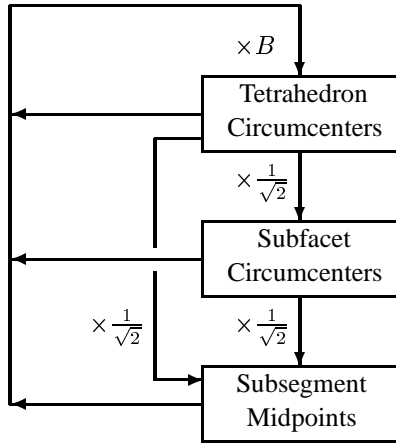 ×B
Tetrahedron
Circumcenters
× 1/√2
Subfacet
Circumcenters
× 1/√2
× 1/√2
Subsegment
Midpoints